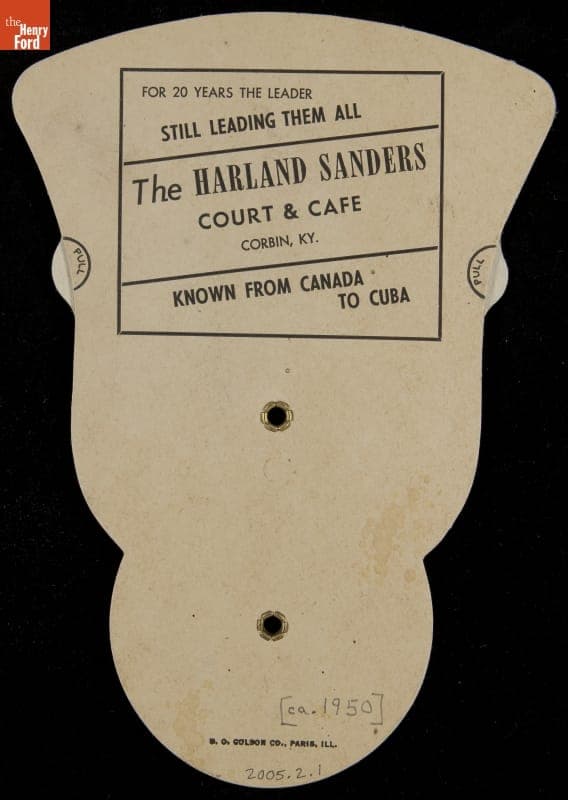 the
Henry
Ford
FOR 20 YEARS THE LEADER
STILL LEADING THEM ALL
The HARLAND SANDERS
COURT & CAFE
CORBIN, KY.
KNOWN FROM CANADA
TO CUBA
PULL
PULL
[ca. 1950]
B. O. COLSON CO., PARIS, ILL.
2005.2.1